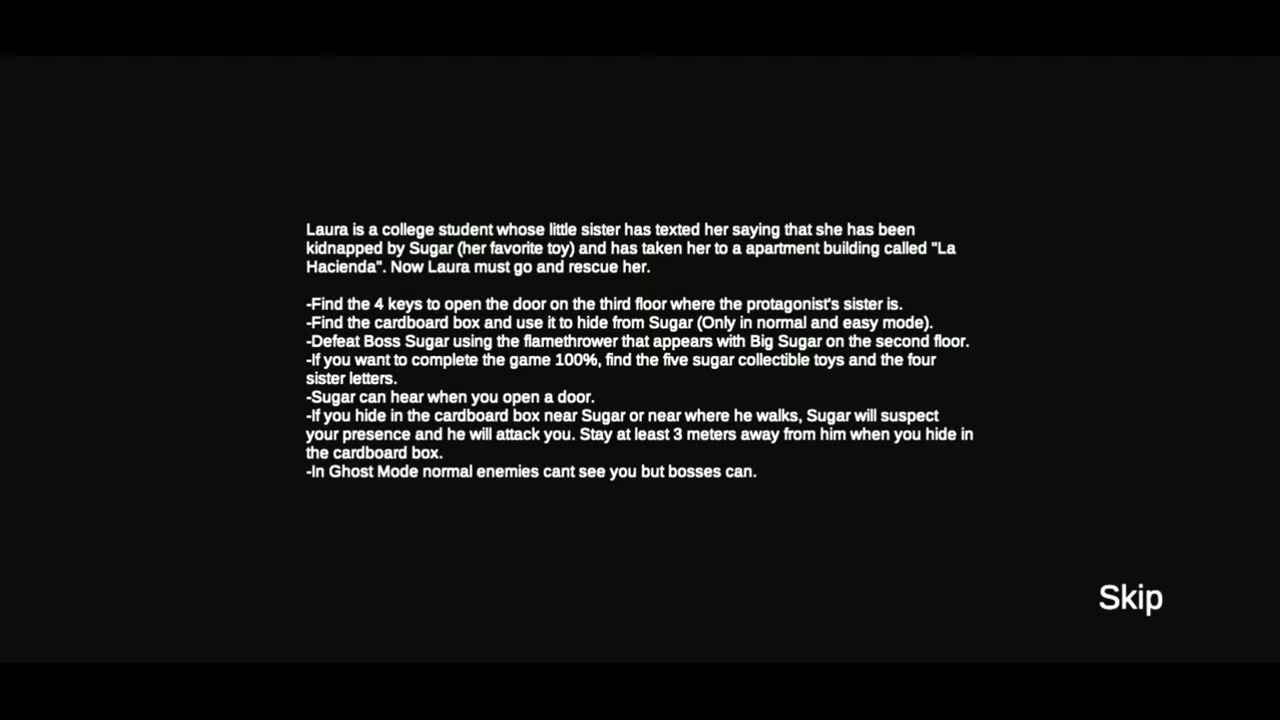 Laura is a college student whose little sister has texted her saying that she has been
kidnapped by Sugar (her favorite toy) and has taken her to a apartment building called "La
Hacienda". Now Laura must go and rescue her.
-Find the 4 keys to open the door on the third floor where the protagonist's sister is.
-Find the cardboard box and use it to hide from Sugar (Only in normal and easy mode).
-Defeat Boss Sugar using the flamethrower that appears with Big Sugar on the second floor.
-If you want to complete the game 100%, find the five sugar collectible toys and the four
sister letters.
-Sugar can hear when you open a door.
-If you hide in the cardboard box near Sugar or near where he walks, Sugar will suspect
your presence and he will attack you. Stay at least 3 meters away from him when you hide in
the cardboard box.
-In Ghost Mode normal enemies cant see you but bosses can.
Skip